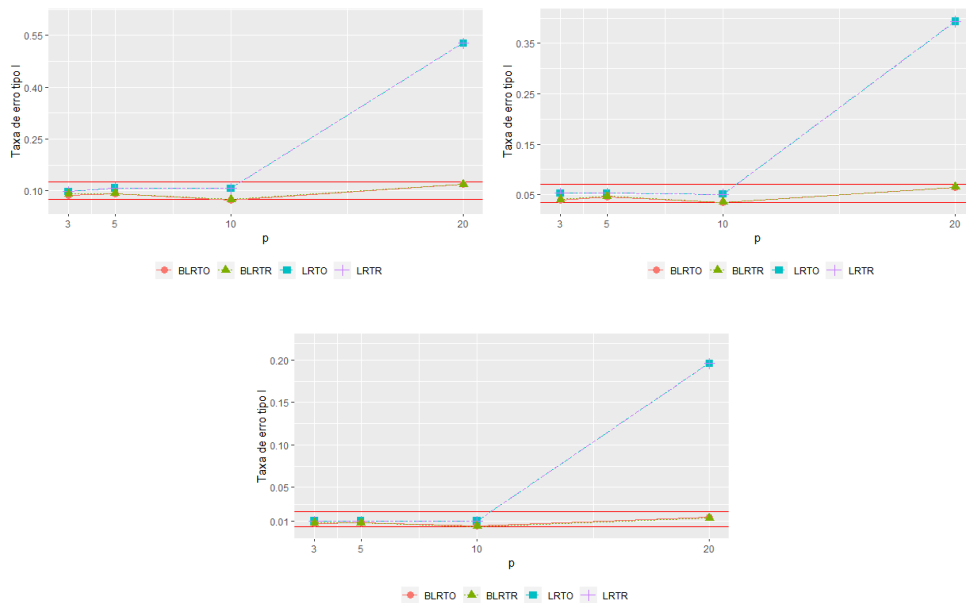 Taxa de erro tipo I
0.55
0.40
0.25
0.10
3 5 10 20
p
BLRTO BLRTR LRTO LRTR
Taxa de erro tipo I
0.35
0.25
0.15
0.05
3 5 10 20
p
BLRTO BLRTR LRTO LRTR
Taxa de erro tipo I
0.20
0.15
0.10
0.05
0.01
3 5 10 20
p
BLRTO BLRTR LRTO LRTR